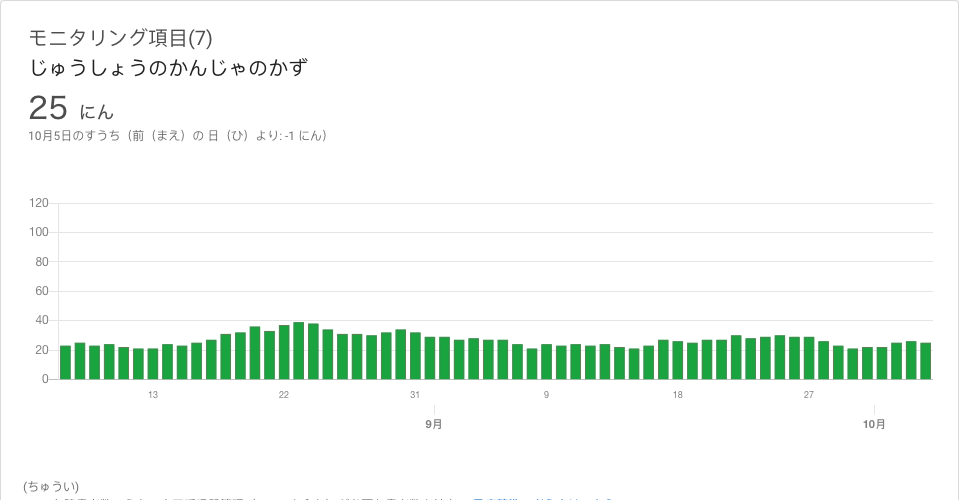 モニタリング項目(7)
じゅうしょうのかんじゃのかず
25 にん
10月5日のすうち（前（まえ）の 日（ひ）より: -1 にん）
120
100
80
60
40
20
0
13 22 31 9 18 27
9月 10月
(ちゅうい)